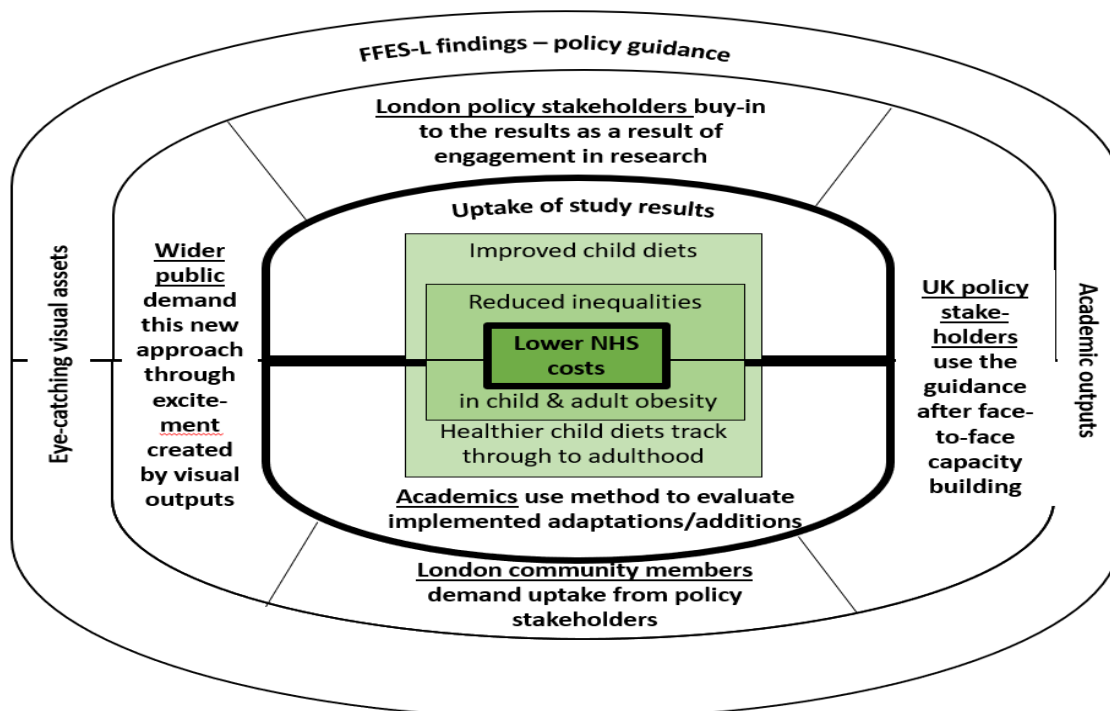 FFES-L findings – policy guidance
London policy stakeholders buy-in
to the results as a result of
engagement in research
Uptake of study results
Eye-catching visual assets
Wider
public
demand
this new
approach
through
excite-
ment
created
by visual
outputs
Improved child diets
Reduced inequalities
Lower NHS
costs
in child & adult obesity
Healthier child diets track
through to adulthood
UK policy
stake-
holders
use the
guidance
after face-
to-face
capacity
building
Academic outputs
Academics use method to evaluate
implemented adaptations/additions
London community members
demand uptake from policy
stakeholders